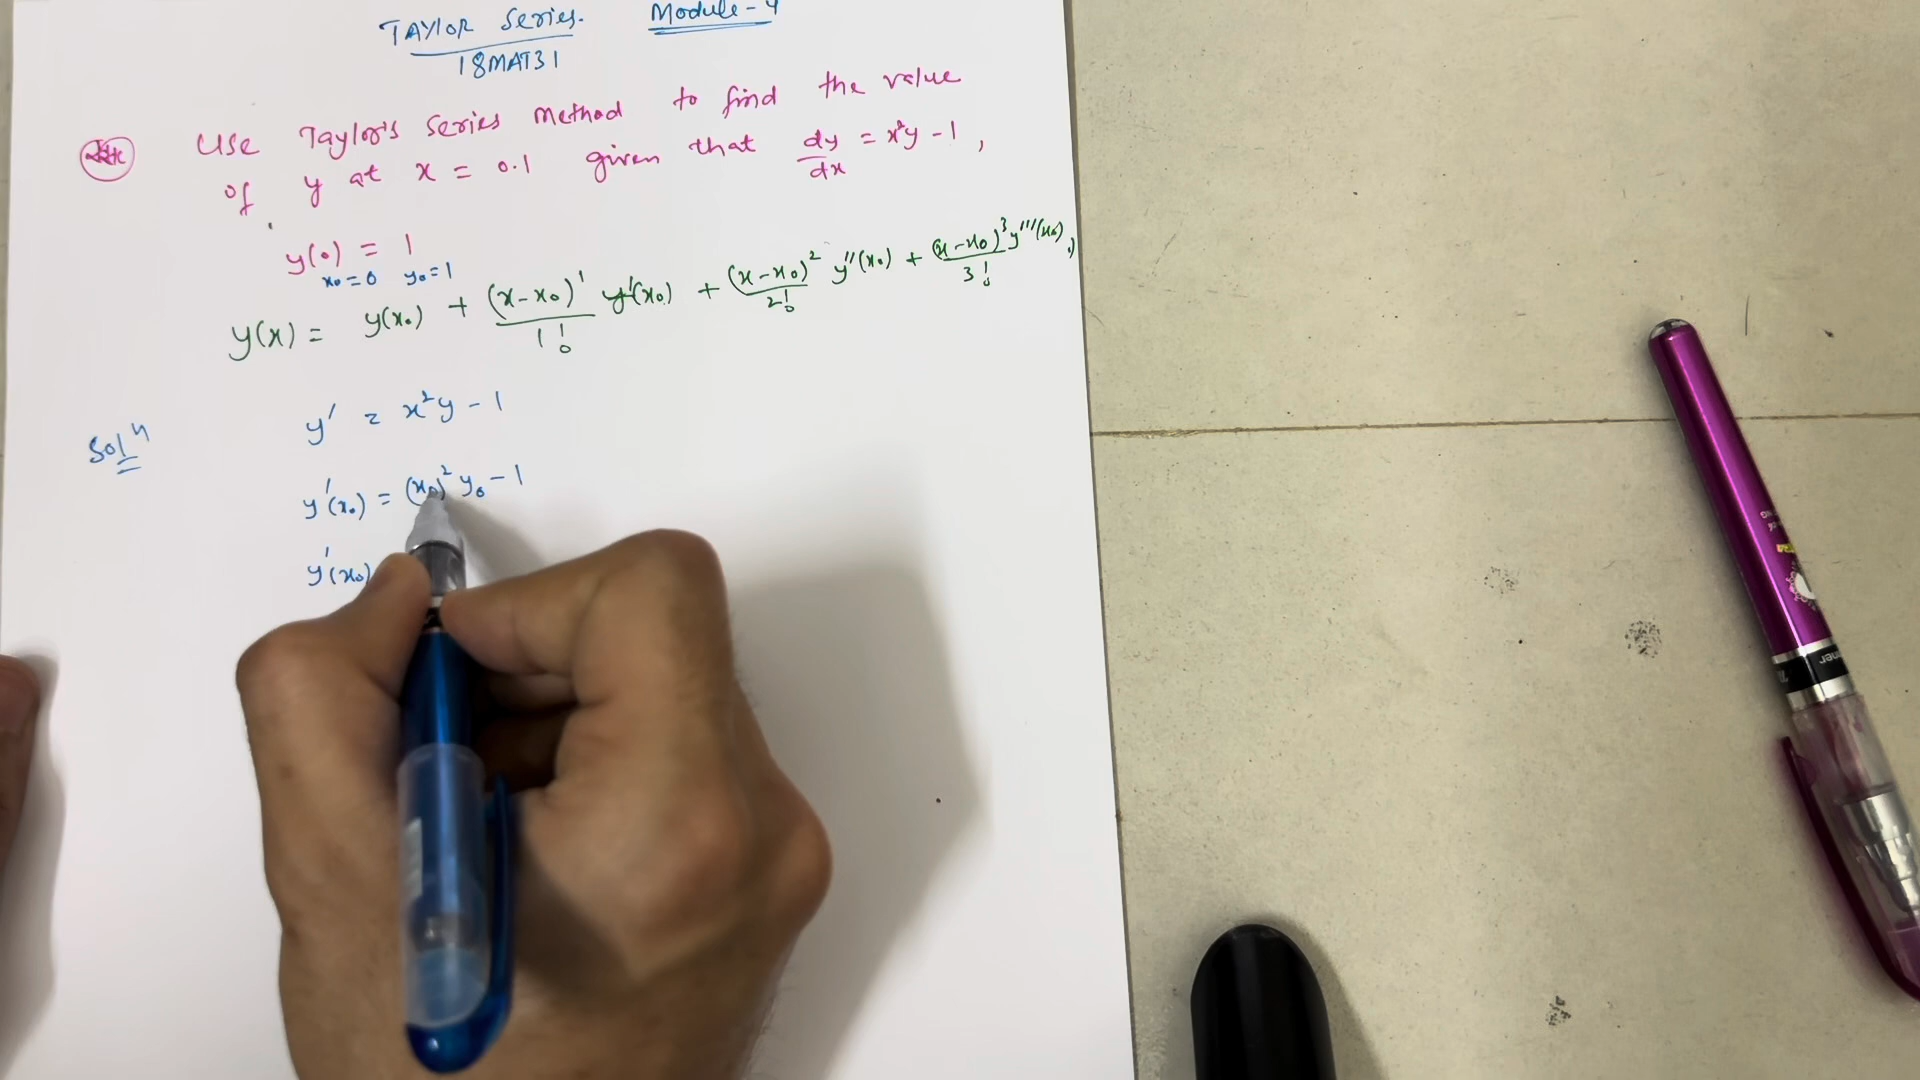 TAYLOR Series. Module-4
18MAT31
Use Taylor's Series Method to find the value
of y at x = 0.1 given that dy/dx = x²y - 1,
y(0) = 1
x₀ = 0 y₀ = 1
y(x) = y(x₀) + (x-x₀)¹/1! y'(x₀) + (x-x₀)²/2! y''(x₀) + (x-x₀)³/3! y'''(x₀)
Solⁿ y' = x²y - 1
y'(x₀) = (x₀)² y₀ - 1
y'(x₀)